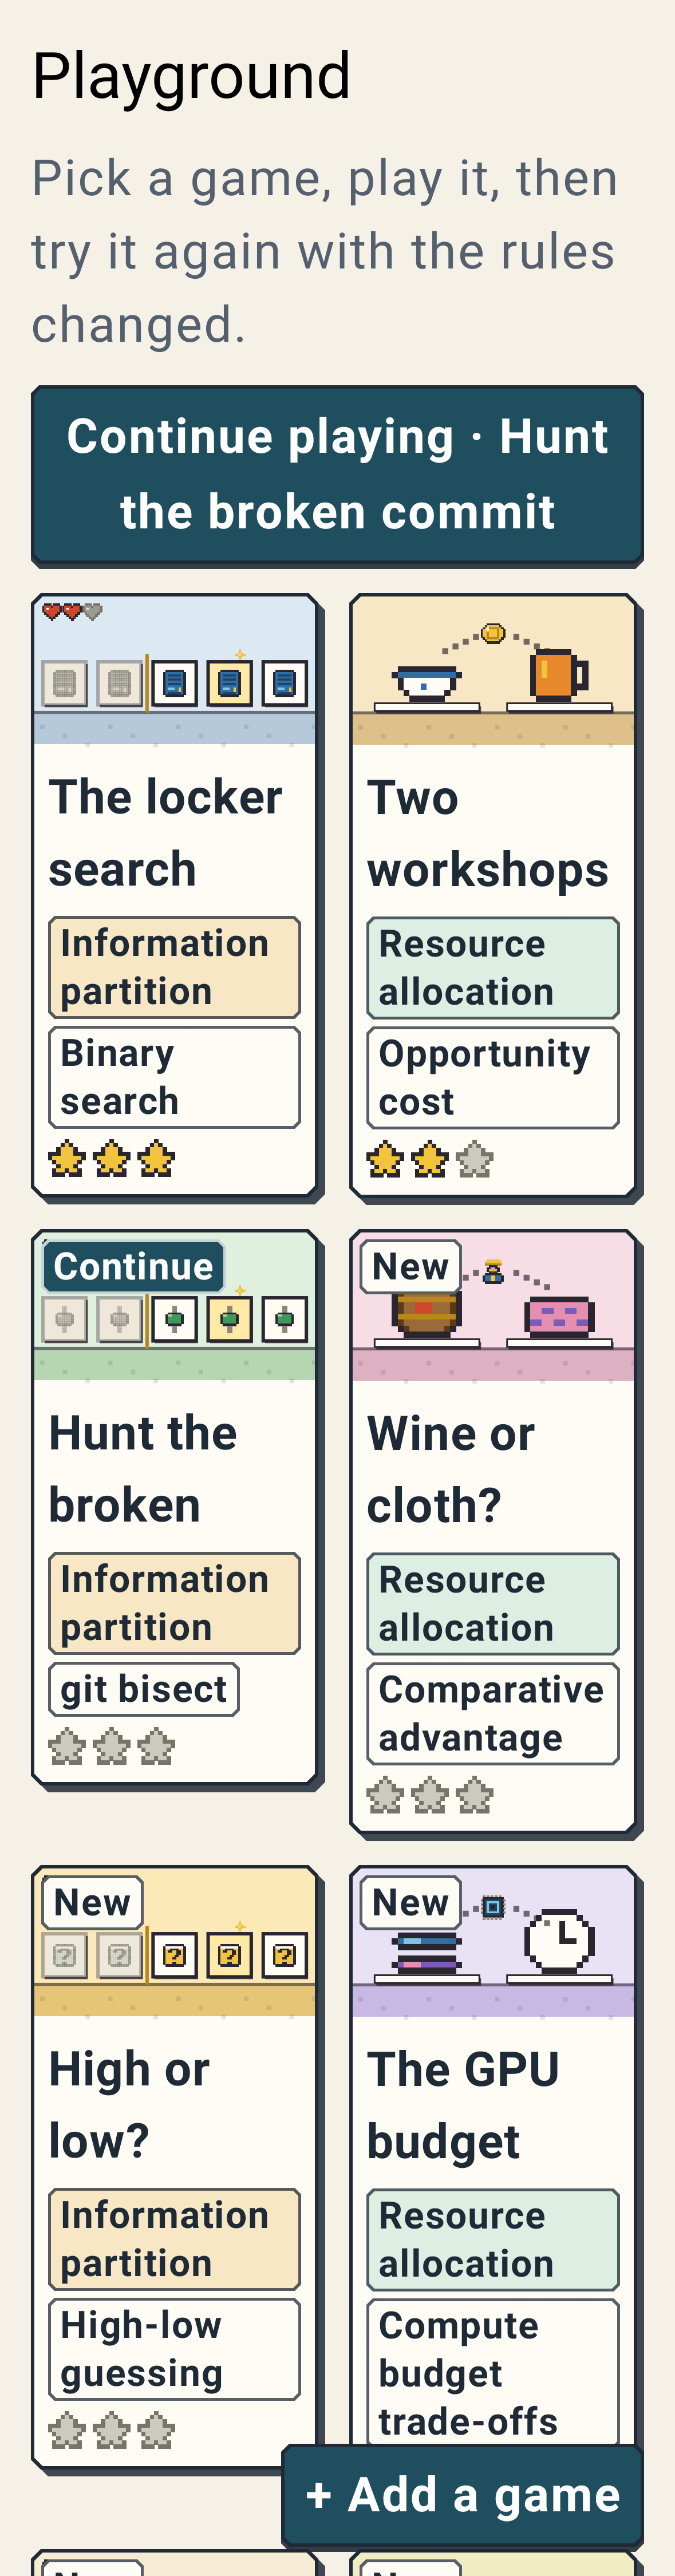 Playground
Pick a game, play it, then
try it again with the rules
changed.
Continue playing · Hunt
the broken commit
The locker
search
Information
partition
Binary
search
Two
workshops
Resource
allocation
Opportunity
cost
Continue
Hunt the
broken
Information
partition
git bisect
New
Wine or
cloth?
Resource
allocation
Comparative
advantage
New
? ? ? ? ?
High or
low?
Information
partition
High-low
guessing
New
The GPU
budget
Resource
allocation
Compute
budget
trade-offs
+ Add a game